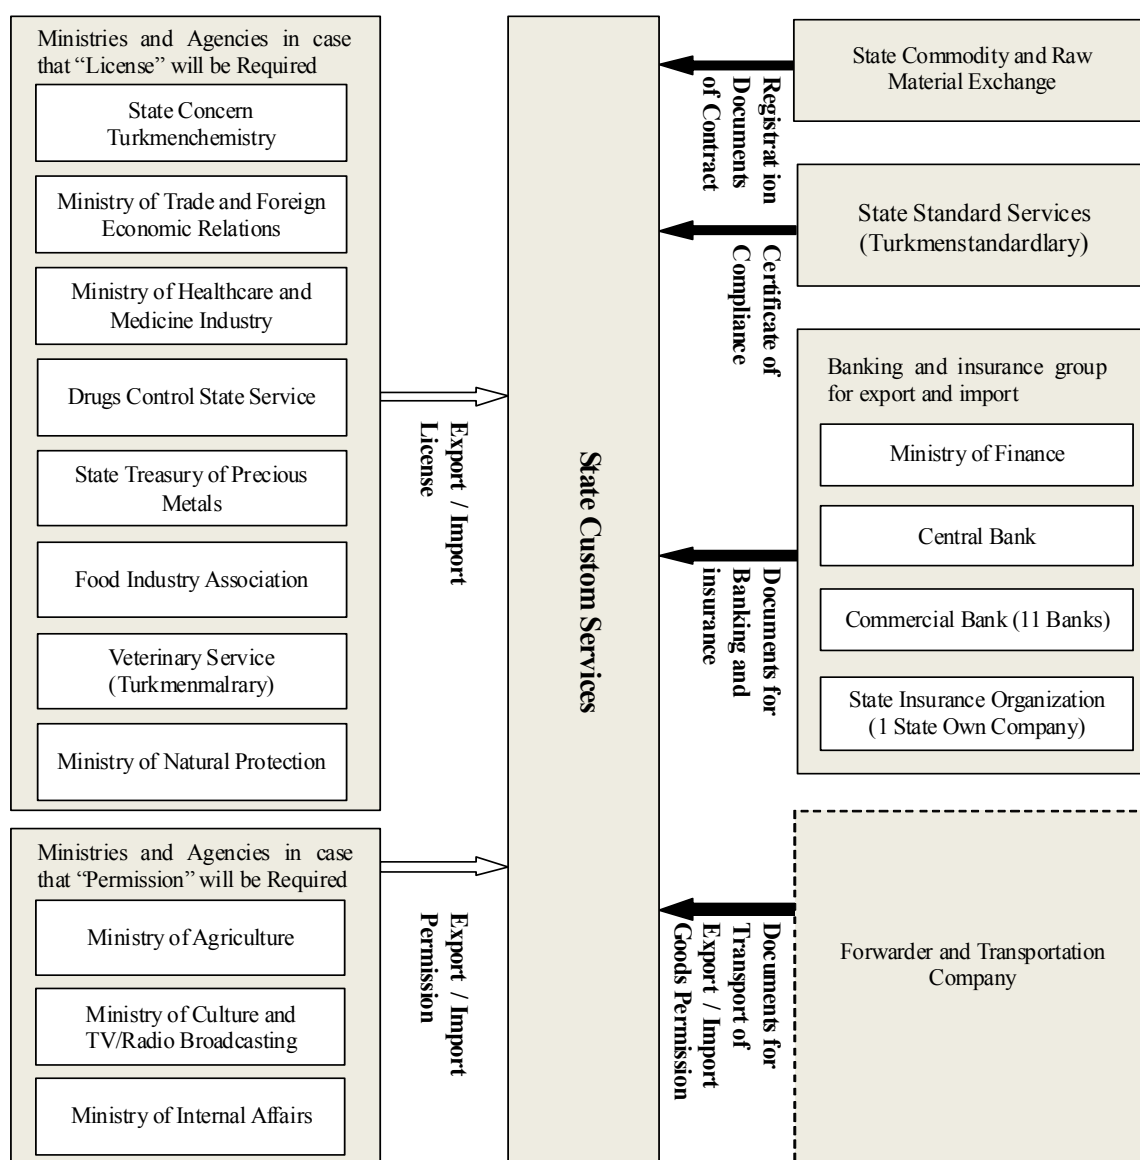 Ministries and Agencies in case
that “License” will be Required
State Concern
Turkmenchemistry
Ministry of Trade and Foreign
Economic Relations
Ministry of Healthcare and
Medicine Industry
Drugs Control State Service
State Treasury of Precious
Metals
Food Industry Association
Veterinary Service
(Turkmenmalrary)
Ministry of Natural Protection
Ministries and Agencies in case
that “Permission” will be Required
Ministry of Agriculture
Ministry of Culture and
TV/Radio Broadcasting
Ministry of Internal Affairs
Export / Import
License
Export / Import
Permission
State Custom Services
Registrat ion
Documents
of Contract
Certificate of
Compliance
Documents for
Banking and
insurance
Documents for
Transport of
Export / Import
Goods Permission
State Commodity and Raw
Material Exchange
State Standard Services
(Turkmenstandardlary)
Banking and insurance group
for export and import
Ministry of Finance
Central Bank
Commercial Bank (11 Banks)
State Insurance Organization
(1 State Own Company)
Forwarder and Transportation
Company